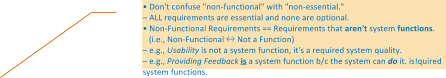 • Don't confuse "non-functional" with "non-essential."
– ALL requirements are essential and none are optional.
• Non-Functional Requirements == Requirements that aren't system functions.
(i.e., Non-Functional ↔ Not a Function)
– e.g., Usability is not a system function, it's a required system quality.
– e.g., Providing Feedback is a system function b/c the system can do it. is!quired
system functions.